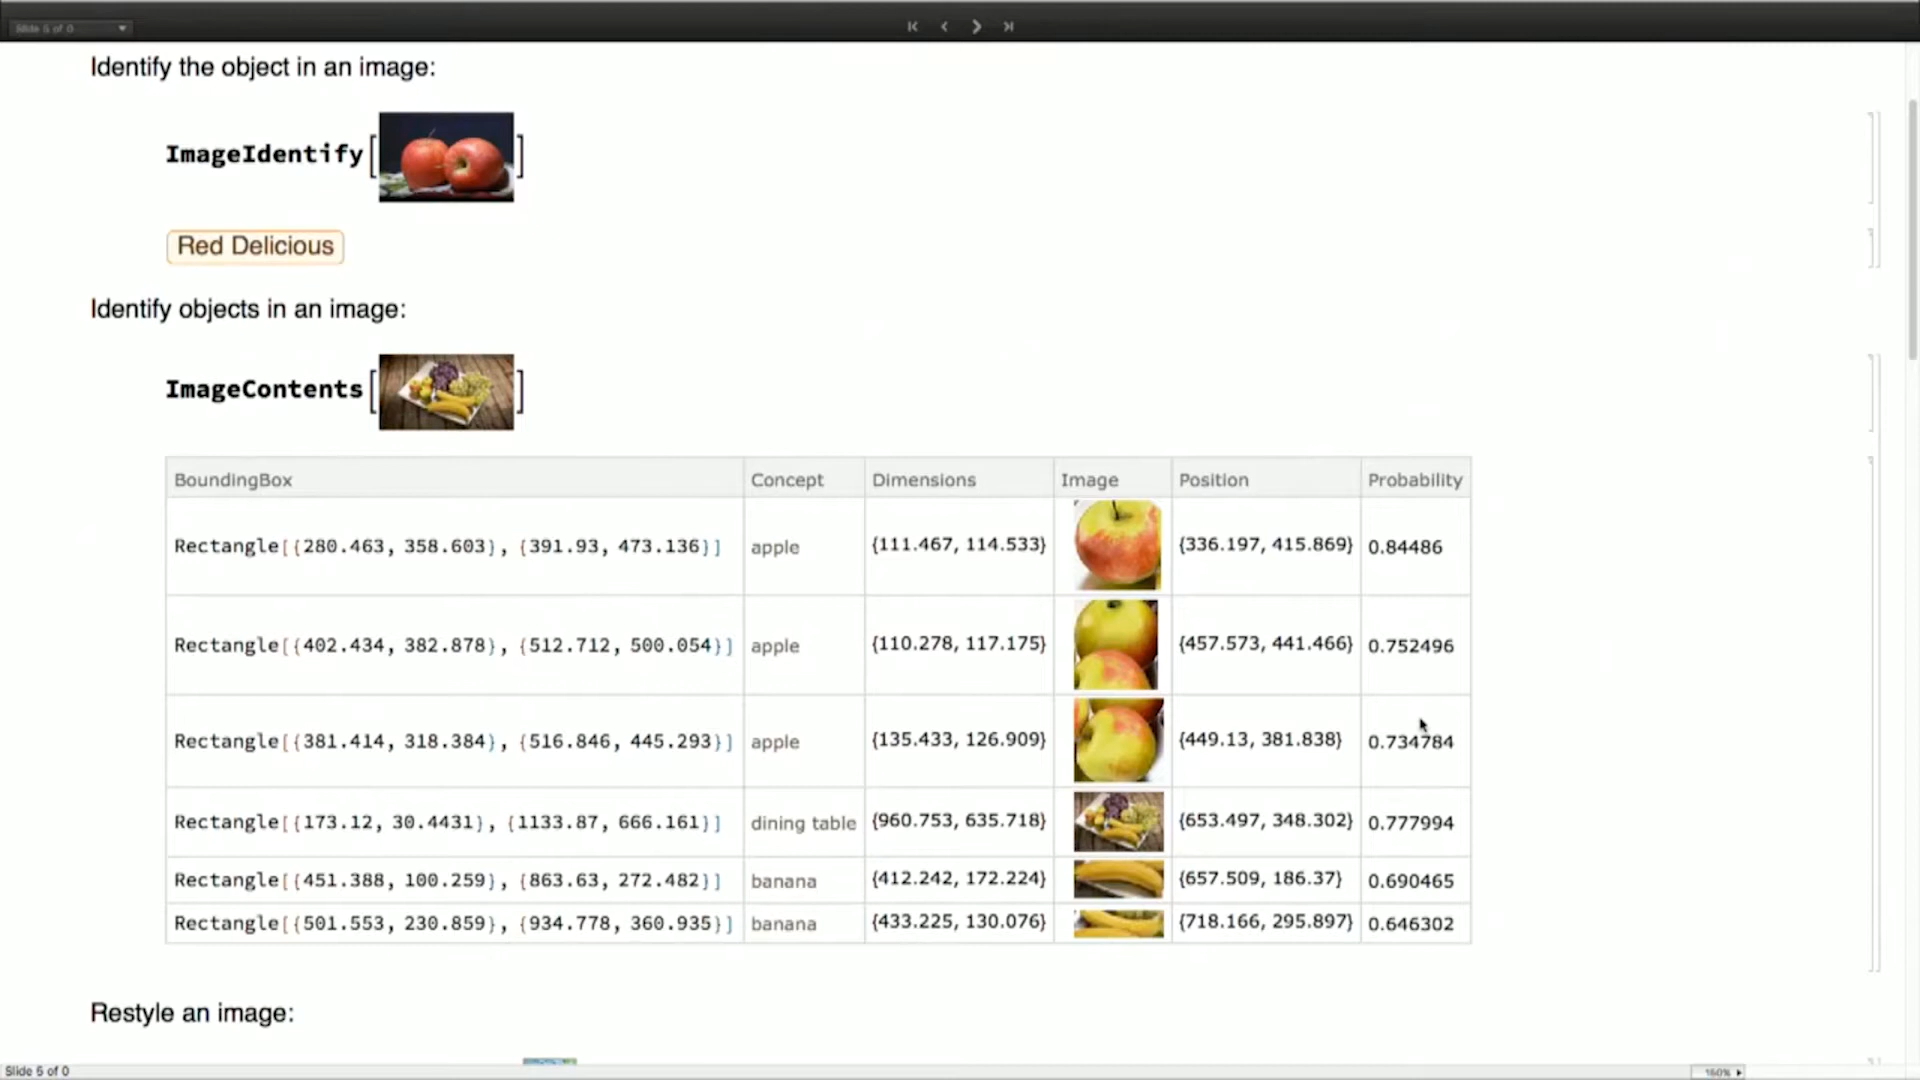 Slide 5 of 0
Identify the object in an image:
ImageIdentify[ ]
Red Delicious
Identify objects in an image:
ImageContents[ ]
BoundingBox Concept Dimensions Image Position Probability
Rectangle[{280.463, 358.603}, {391.93, 473.136}] apple {111.467, 114.533} {336.197, 415.869} 0.84486
Rectangle[{402.434, 382.878}, {512.712, 500.054}] apple {110.278, 117.175} {457.573, 441.466} 0.752496
Rectangle[{381.414, 318.384}, {516.846, 445.293}] apple {135.433, 126.909} {449.13, 381.838} 0.734784
Rectangle[{173.12, 30.4431}, {1133.87, 666.161}] dining table {960.753, 635.718} {653.497, 348.302} 0.777994
Rectangle[{451.388, 100.259}, {863.63, 272.482}] banana {412.242, 172.224} {657.509, 186.37} 0.690465
Rectangle[{501.553, 230.859}, {934.778, 360.935}] banana {433.225, 130.076} {718.166, 295.897} 0.646302
Restyle an image:
Slide 5 of 0
160%